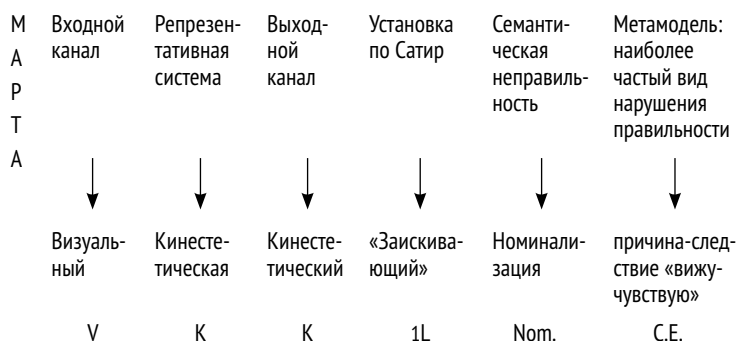 МАРТА
Входной Репрезен- Выход- Установка Семанти- Метамодель:
канал тативная ной по Сатир ческая наиболее
система канал неправиль- частый вид
ность нарушения
правильности
Визуаль- Кинесте- Кинесте- «Заискива- Номинали- причина-след-
ный тическая тический ющий» зация ствие «вижу-
чувствую»
V K K 1L Nom. C.E.